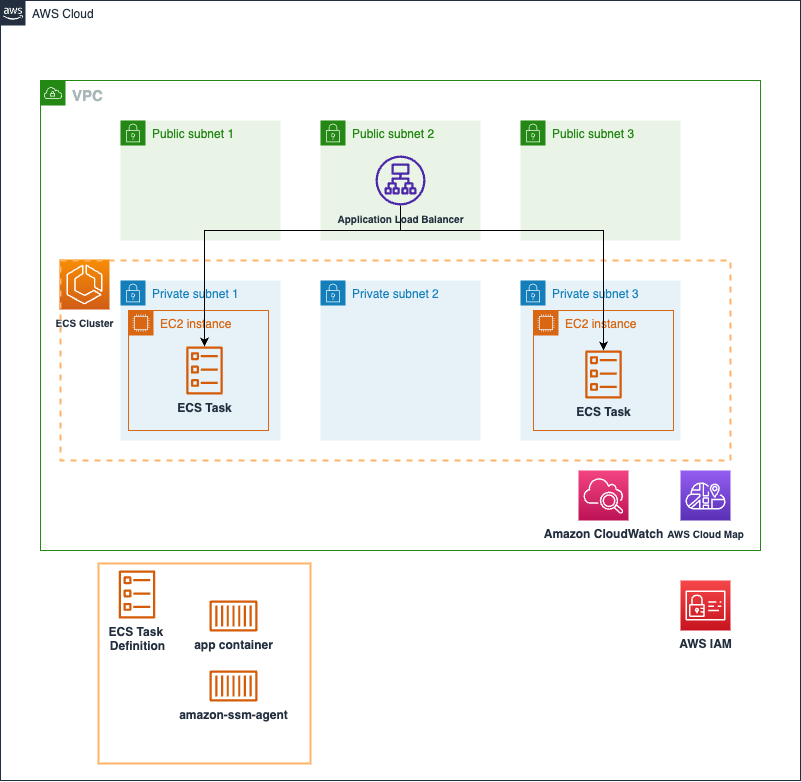 aws
AWS Cloud
VPC
Public subnet 1
Public subnet 2
Public subnet 3
Application Load Balancer
ECS Cluster
Private subnet 1
Private subnet 2
Private subnet 3
EC2 instance
EC2 instance
ECS Task
ECS Task
Amazon CloudWatch
AWS Cloud Map
ECS Task
Definition
app container
amazon-ssm-agent
AWS IAM